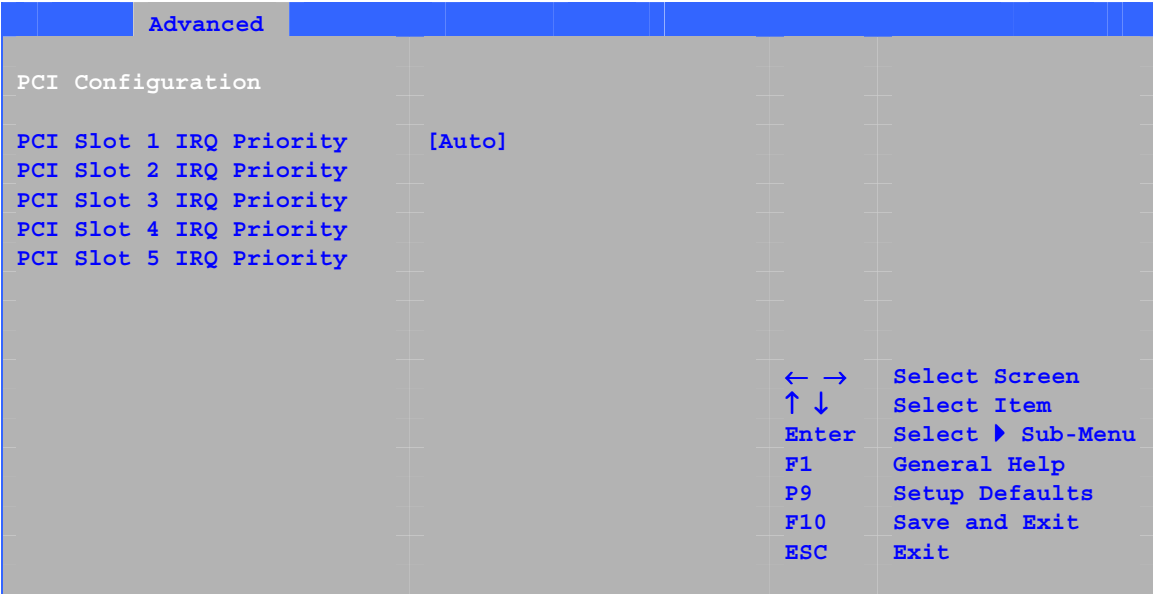 Advanced
PCI Configuration
PCI Slot 1 IRQ Priority [Auto]
PCI Slot 2 IRQ Priority
PCI Slot 3 IRQ Priority
PCI Slot 4 IRQ Priority
PCI Slot 5 IRQ Priority
← → Select Screen
↑ ↓ Select Item
Enter Select ▶ Sub-Menu
F1 General Help
P9 Setup Defaults
F10 Save and Exit
ESC Exit